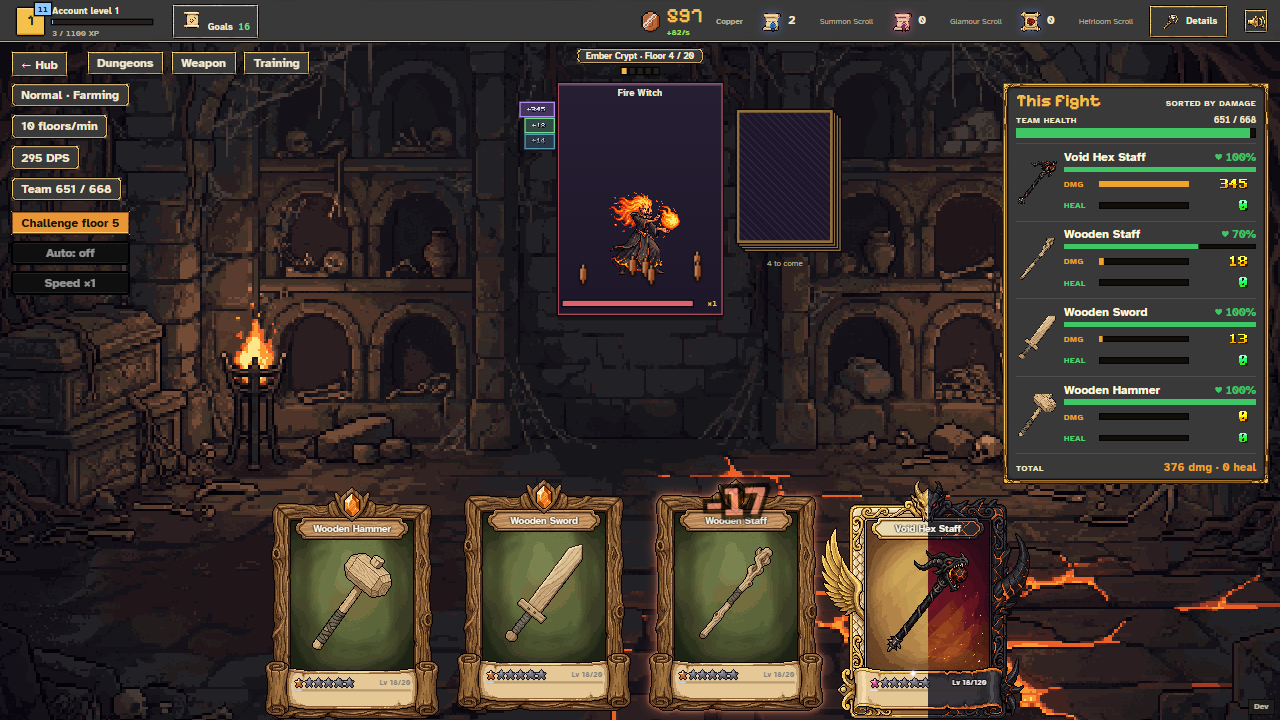 1
11
Account level 1
3 / 1100 XP
Goals 16
897 Copper
+82/s
2 Summon Scroll
0 Glamour Scroll
0 Heirloom Scroll
Details
← Hub
Dungeons
Weapon
Training
Normal · Farming
10 floors/min
295 DPS
Team 651 / 668
Challenge floor 5
Auto: off
Speed ×1
Ember Crypt · Floor 4 / 20
Fire Witch
+345
+18
+14
×1
4 to come
This fight
SORTED BY DAMAGE
TEAM HEALTH 651 / 668
Void Hex Staff ♥ 100%
DMG 345
HEAL 0
Wooden Staff ♥ 70%
DMG 18
HEAL 0
Wooden Sword ♥ 100%
DMG 13
HEAL 0
Wooden Hammer ♥ 100%
DMG 0
HEAL 0
TOTAL 376 dmg · 0 heal
-17
Wooden Hammer
Lv 18/20
Wooden Sword
Lv 18/20
Wooden Staff
Lv 18/20
Void Hex Staff
Lv 18/120
Dev